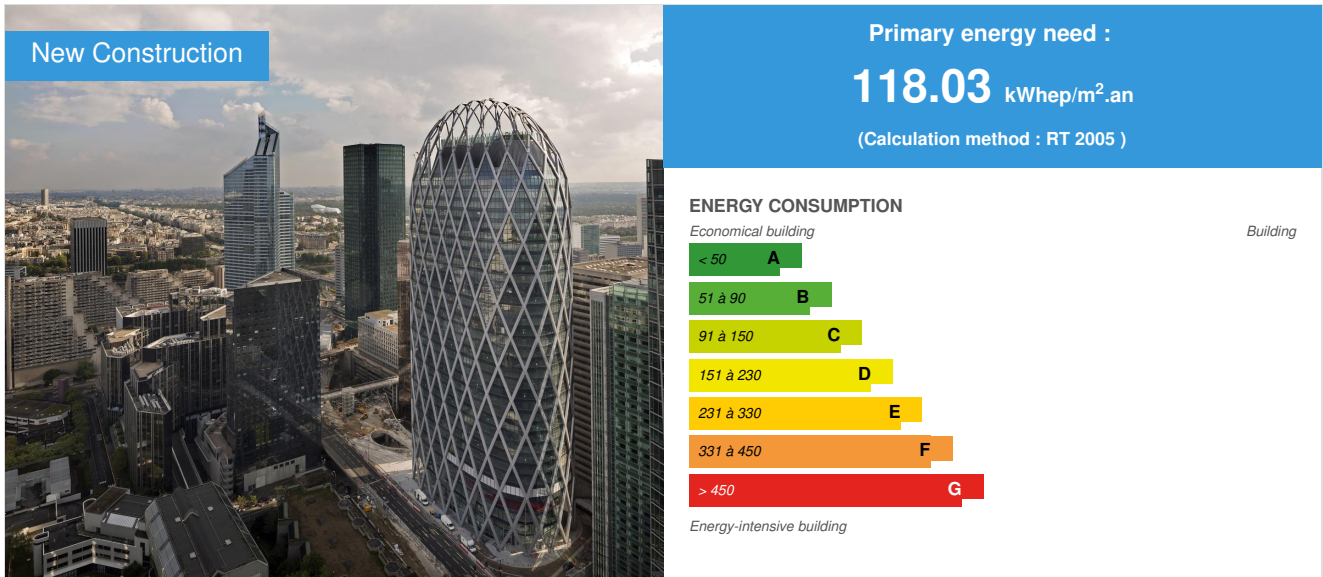 New Construction
Primary energy need :
118.03 kWhep/m².an
(Calculation method : RT 2005 )
ENERGY CONSUMPTION
Economical building
Building
< 50 A
51 à 90 B
91 à 150 C
151 à 230 D
231 à 330 E
331 à 450 F
> 450 G
Energy-intensive building